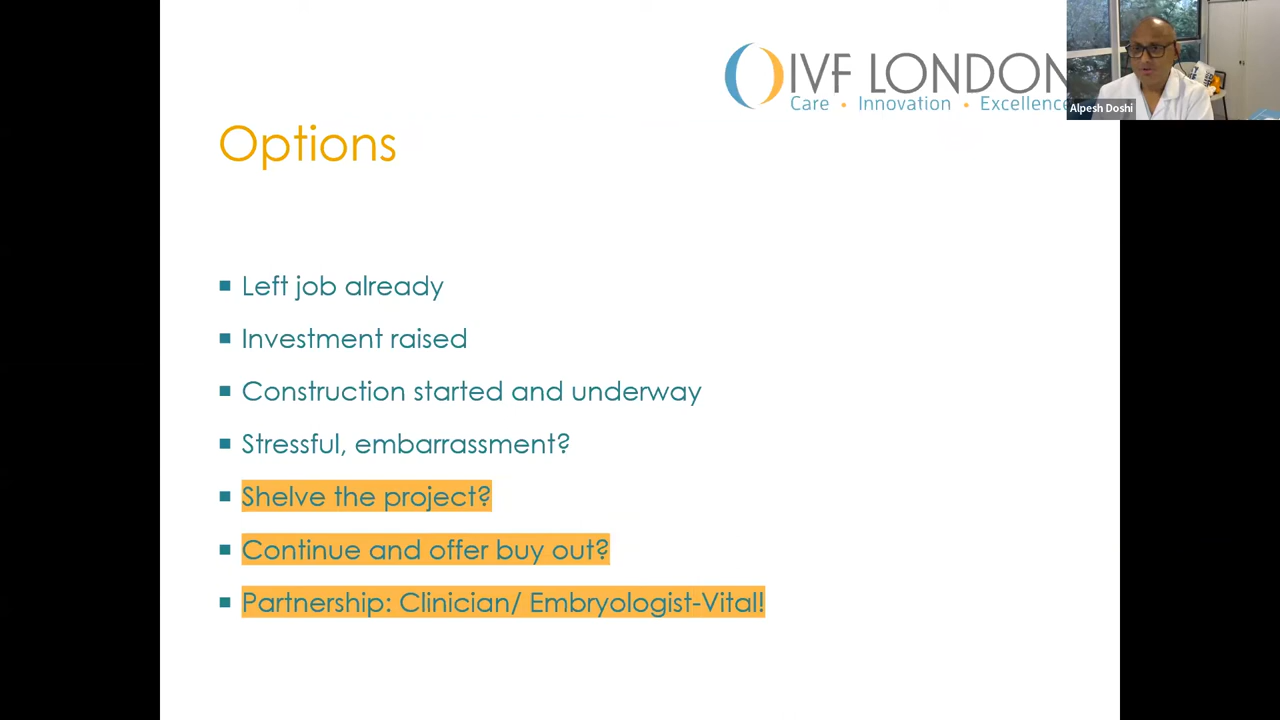 IVF LONDON
Care • Innovation • Excellence
Alpesh Doshi
Options
Left job already
Investment raised
Construction started and underway
Stressful, embarrassment?
Shelve the project?
Continue and offer buy out?
Partnership: Clinician/ Embryologist-Vital!